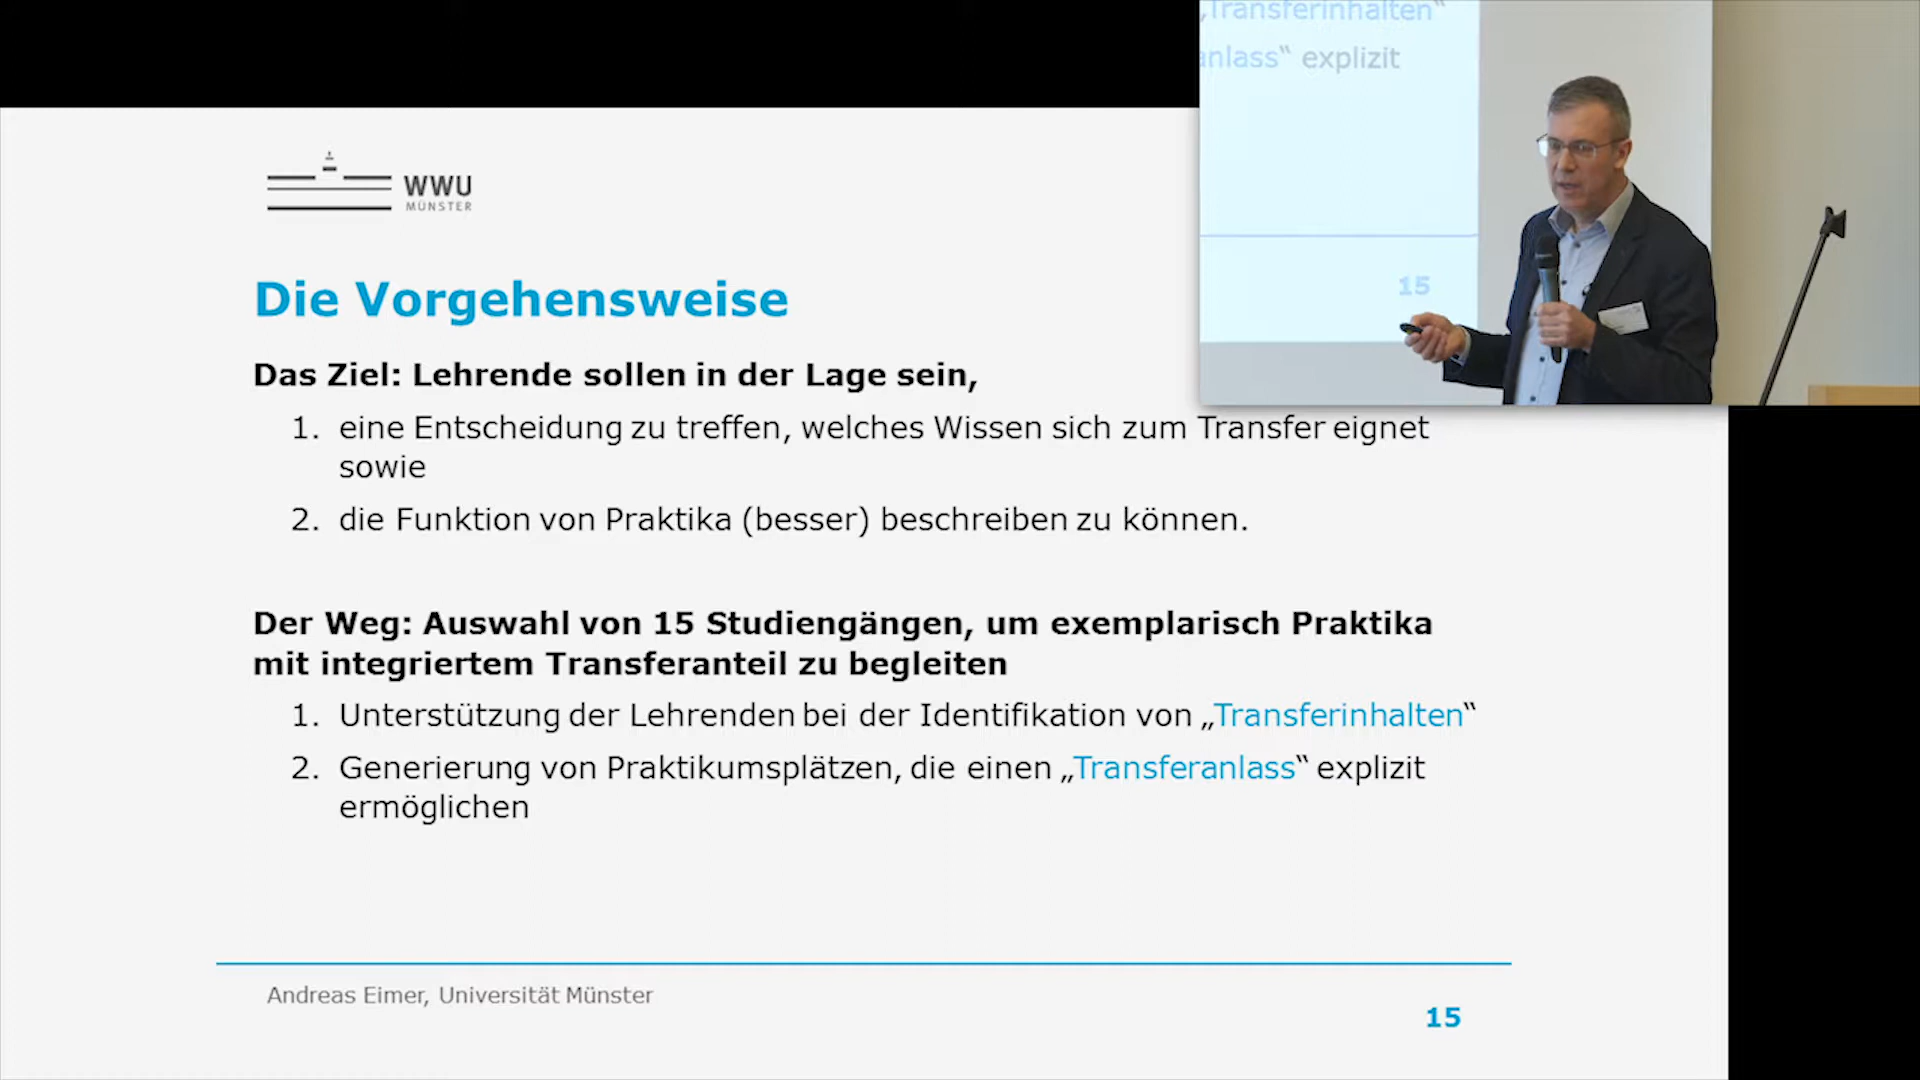 „Transferinhalten“
anlass“ explizit
15
WWU
MÜNSTER
Die Vorgehensweise
Das Ziel: Lehrende sollen in der Lage sein,
1. eine Entscheidung zu treffen, welches Wissen sich zum Transfer eignet
sowie
2. die Funktion von Praktika (besser) beschreiben zu können.
Der Weg: Auswahl von 15 Studiengängen, um exemplarisch Praktika
mit integriertem Transferanteil zu begleiten
1. Unterstützung der Lehrenden bei der Identifikation von „Transferinhalten“
2. Generierung von Praktikumsplätzen, die einen „Transferanlass“ explizit
ermöglichen
Andreas Eimer, Universität Münster
15